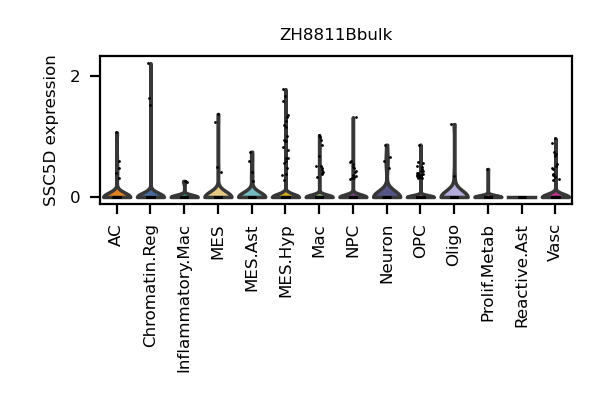 ZH8811Bbulk
SSC5D expression
2
0
AC
Chromatin.Reg
Inflammatory.Mac
MES
MES.Ast
MES.Hyp
Mac
NPC
Neuron
OPC
Oligo
Prolif.Metab
Reactive.Ast
Vasc